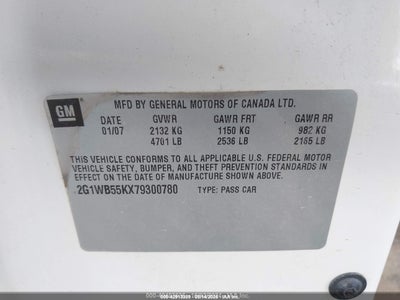 GM
MFD BY GENERAL MOTORS OF CANADA LTD.
DATE GVWR GAWR FRT GAWR RR
01/07 2132 KG 1150 KG 982 KG
4701 LB 2536 LB 2165 LB
THIS VEHICLE CONFORMS TO ALL APPLICABLE U.S. FEDERAL MOTOR
VEHICLE SAFETY, BUMPER, AND THEFT PREVENTION STANDARDS IN
EFFECT ON THE DATE OF MANUFACTURE SHOWN ABOVE.
2G1WB55KX79300780 TYPE: PASS CAR